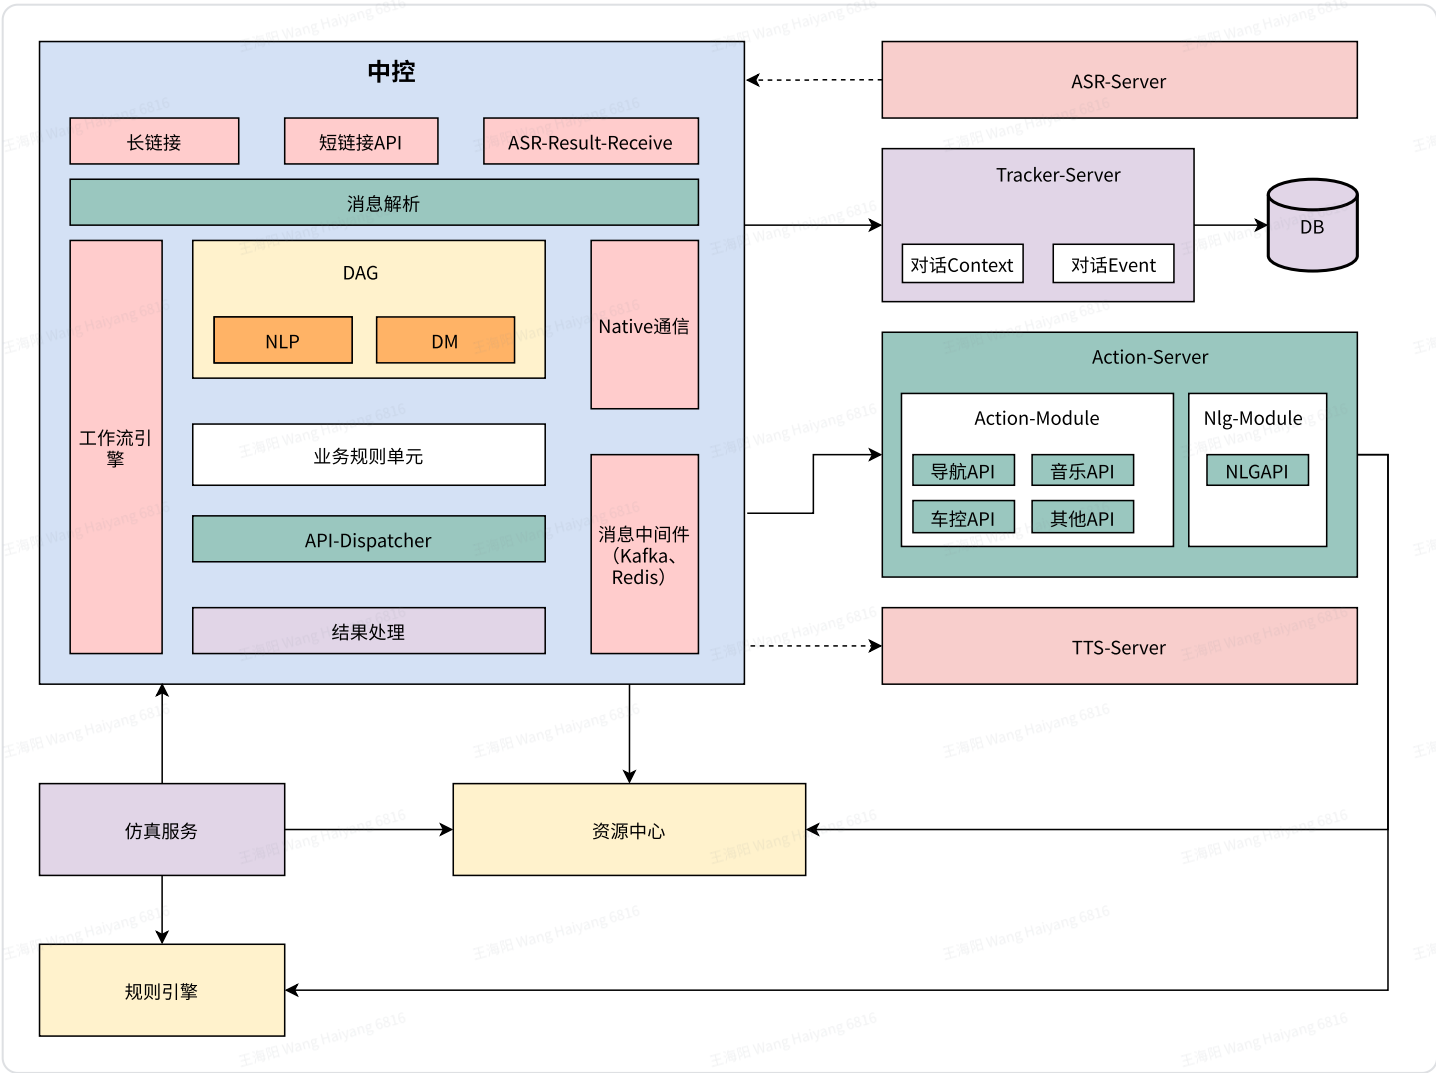 中控
长链接
短链接API
ASR-Result-Receive
消息解析
工作流引
擎
DAG
NLP
DM
Native通信
业务规则单元
API-Dispatcher
消息中间件
（Kafka、
Redis）
结果处理
ASR-Server
Tracker-Server
对话Context
对话Event
DB
Action-Server
Action-Module
导航API
音乐API
车控API
其他API
Nlg-Module
NLGAPI
TTS-Server
仿真服务
资源中心
规则引擎
王海阳 Wang Haiyang 6816